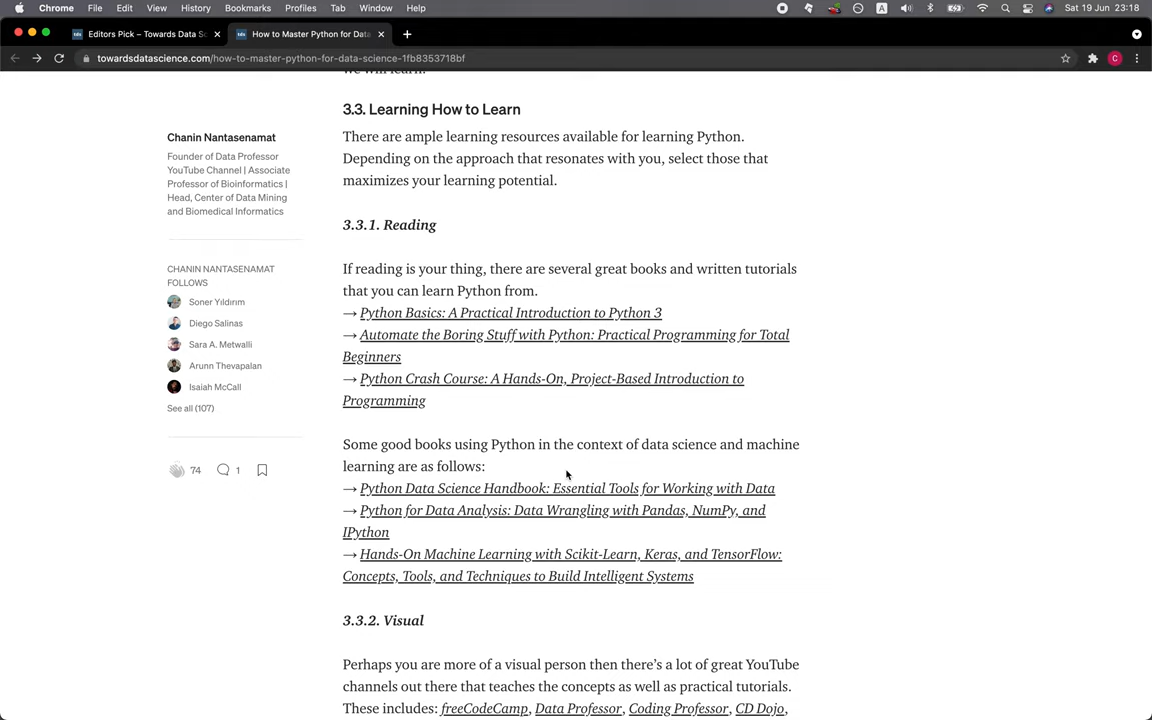 Chrome File Edit View History Bookmarks Profiles Tab Window Help A Sat 19 Jun 23:18
tds Editors Pick – Towards Data Sc × tds How to Master Python for Data × +
towardsdatascience.com/how-to-master-python-for-data-science-1fb8353718bf C
we will learn.
3.3. Learning How to Learn
There are ample learning resources available for learning Python.
Depending on the approach that resonates with you, select those that
maximizes your learning potential.
Chanin Nantasenamat
Founder of Data Professor
YouTube Channel | Associate
Professor of Bioinformatics |
Head, Center of Data Mining
and Biomedical Informatics
CHANIN NANTASENAMAT
FOLLOWS
Soner Yıldırım
Diego Salinas
Sara A. Metwalli
Arunn Thevapalan
Isaiah McCall
See all (107)
74 1
3.3.1. Reading
If reading is your thing, there are several great books and written tutorials
that you can learn Python from.
→ Python Basics: A Practical Introduction to Python 3
→ Automate the Boring Stuff with Python: Practical Programming for Total
Beginners
→ Python Crash Course: A Hands-On, Project-Based Introduction to
Programming
Some good books using Python in the context of data science and machine
learning are as follows:
→ Python Data Science Handbook: Essential Tools for Working with Data
→ Python for Data Analysis: Data Wrangling with Pandas, NumPy, and
IPython
→ Hands-On Machine Learning with Scikit-Learn, Keras, and TensorFlow:
Concepts, Tools, and Techniques to Build Intelligent Systems
3.3.2. Visual
Perhaps you are more of a visual person then there's a lot of great YouTube
channels out there that teaches the concepts as well as practical tutorials.
These includes: freeCodeCamp, Data Professor, Coding Professor, CD Dojo,